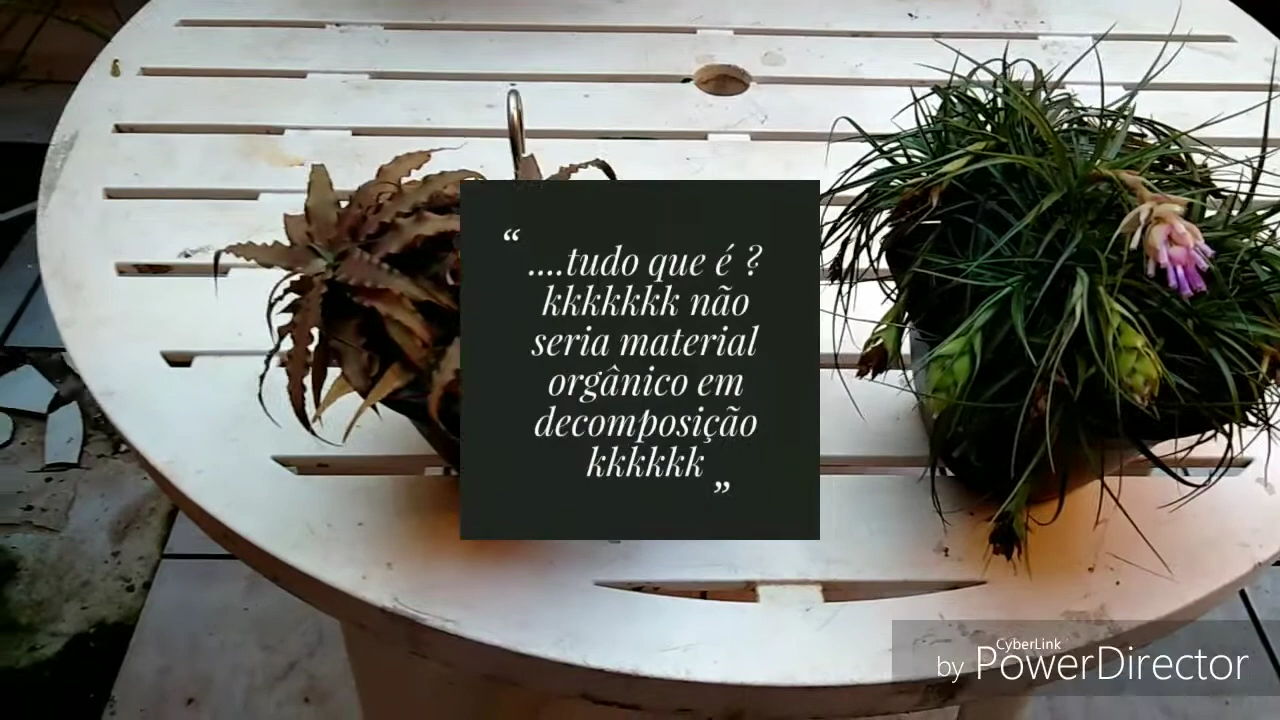 “
....tudo que é ?
kkkkkkk não
seria material
orgânico em
decomposição
kkkkkk
”
CyberLink
by PowerDirector